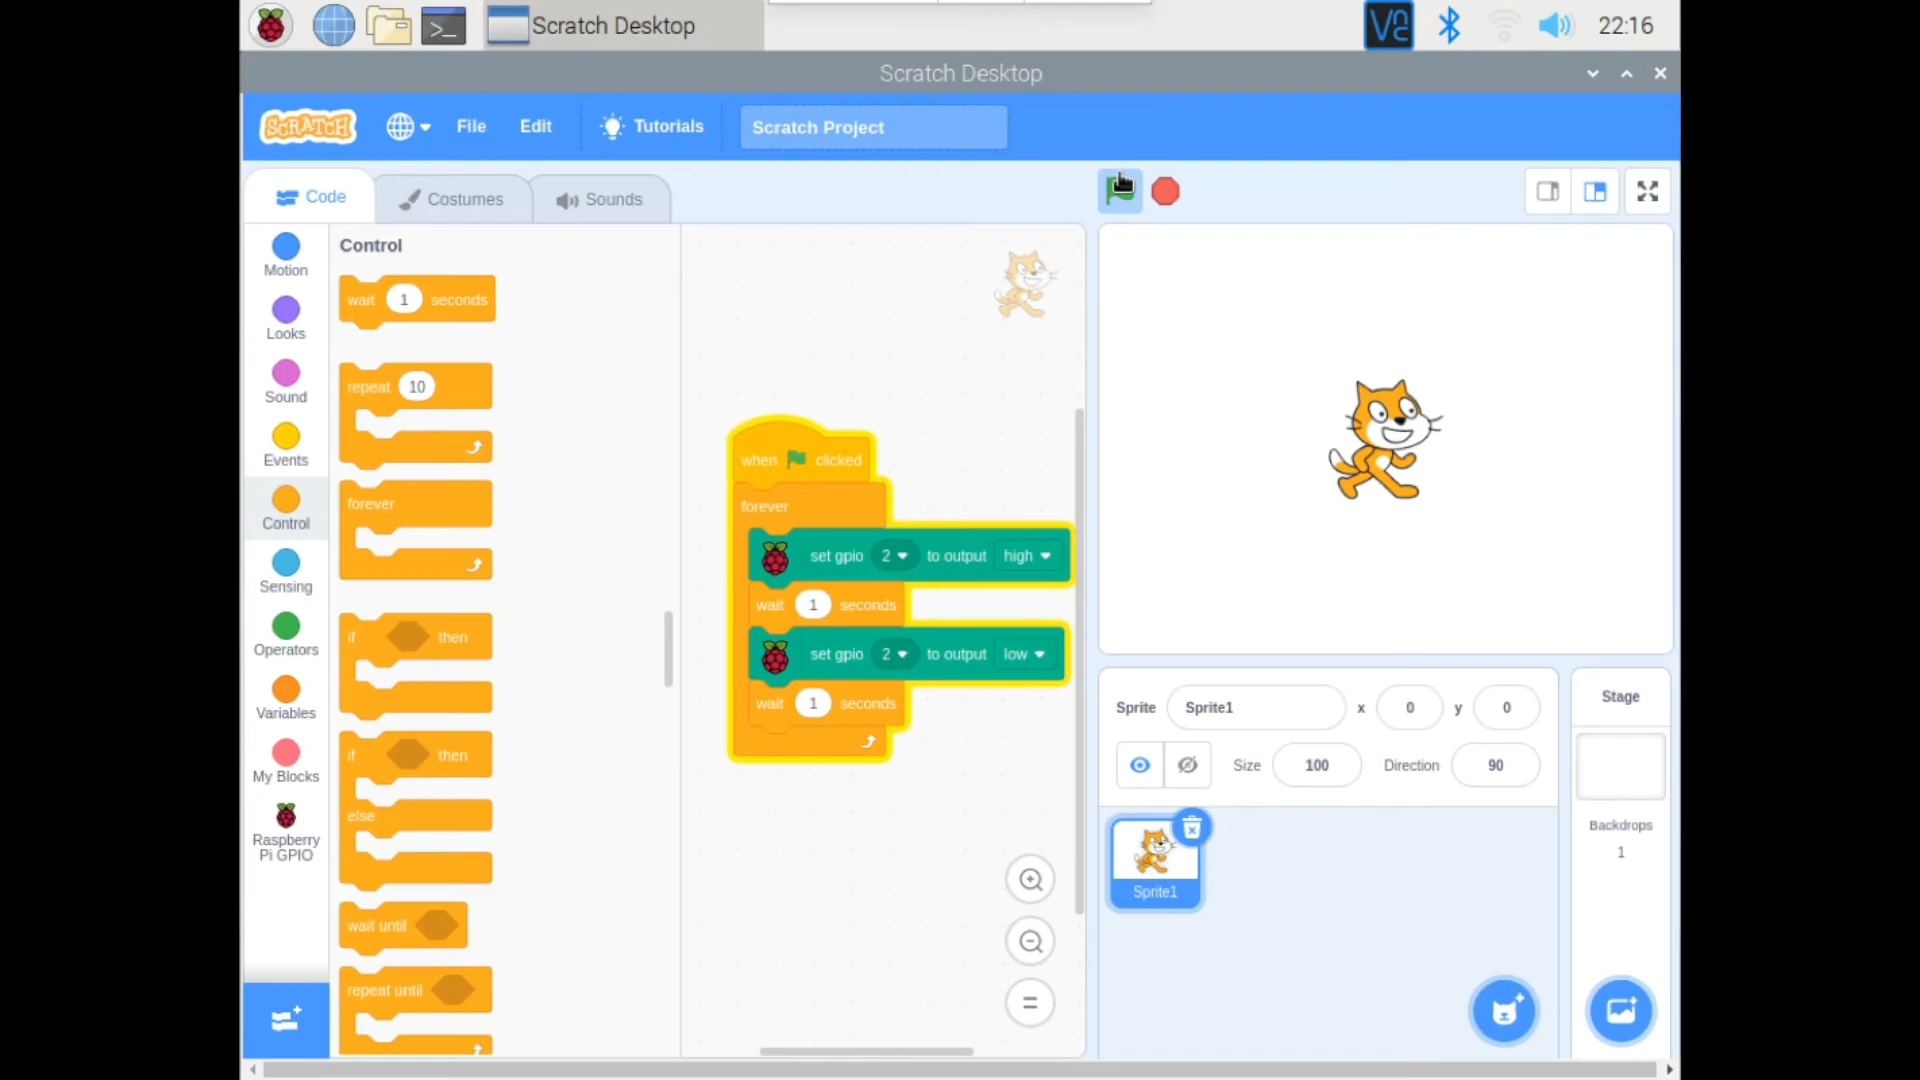 Scratch Desktop
22:16
Scratch Desktop
SCRATCH
File
Edit
Tutorials
Scratch Project
Code
Costumes
Sounds
Motion
Looks
Sound
Events
Control
Sensing
Operators
Variables
My Blocks
Raspberry
Pi GPIO
Control
wait 1 seconds
repeat 10
forever
if then
if then
else
wait until
repeat until
when clicked
forever
set gpio 2 to output high
wait 1 seconds
set gpio 2 to output low
wait 1 seconds
Sprite Sprite1 x 0 y 0
Size 100 Direction 90
Sprite1
Stage
Backdrops
1